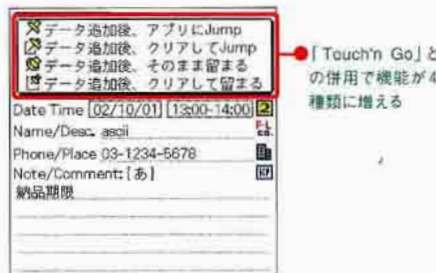 データ追加後、アプリにJump
データ追加後、クリアしてJump
データ追加後、そのまま留まる
データ追加後、クリアして留まる
「Touch'n Go」と
の併用で機能が4
種類に増える
Date Time [02/10/01] [13:00-14:00]
Name/Desc. ascii
Phone/Place 03-1234-5678
Note/Comment: [あ]
納品期限